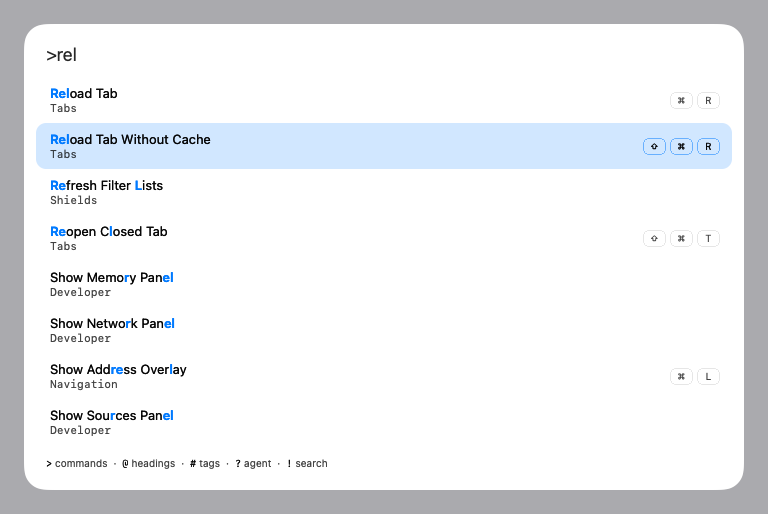 >rel
Reload Tab
Tabs
⌘ R
Reload Tab Without Cache
Tabs
⇧ ⌘ R
Refresh Filter Lists
Shields
Reopen Closed Tab
Tabs
⇧ ⌘ T
Show Memory Panel
Developer
Show Network Panel
Developer
Show Address Overlay
Navigation
⌘ L
Show Sources Panel
Developer
> commands · @ headings · # tags · ? agent · ! search